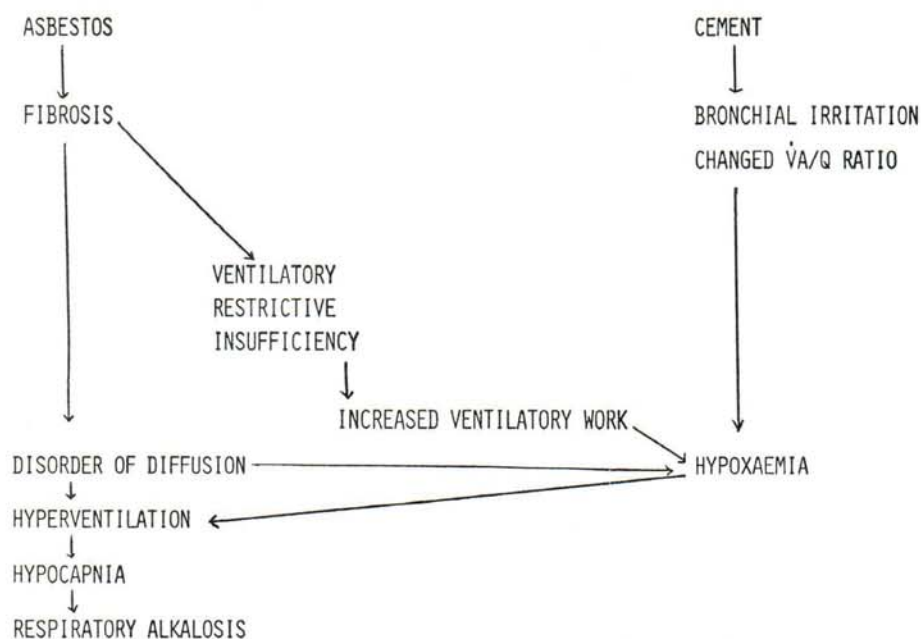 ASBESTOS
CEMENT
FIBROSIS
BRONCHIAL IRRITATION
CHANGED V̇A/Q RATIO
VENTILATORY
RESTRICTIVE
INSUFFICIENCY
INCREASED VENTILATORY WORK
DISORDER OF DIFFUSION
HYPOXAEMIA
HYPERVENTILATION
HYPOCAPNIA
RESPIRATORY ALKALOSIS